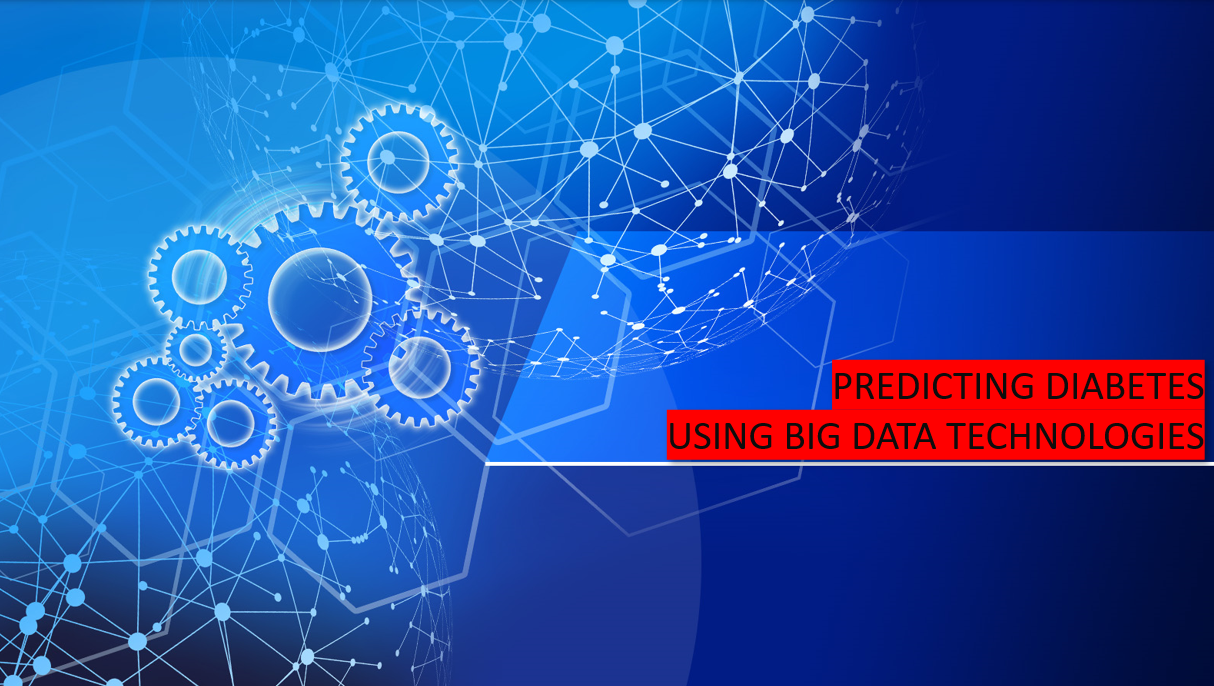 PREDICTING DIABETES
USING BIG DATA TECHNOLOGIES